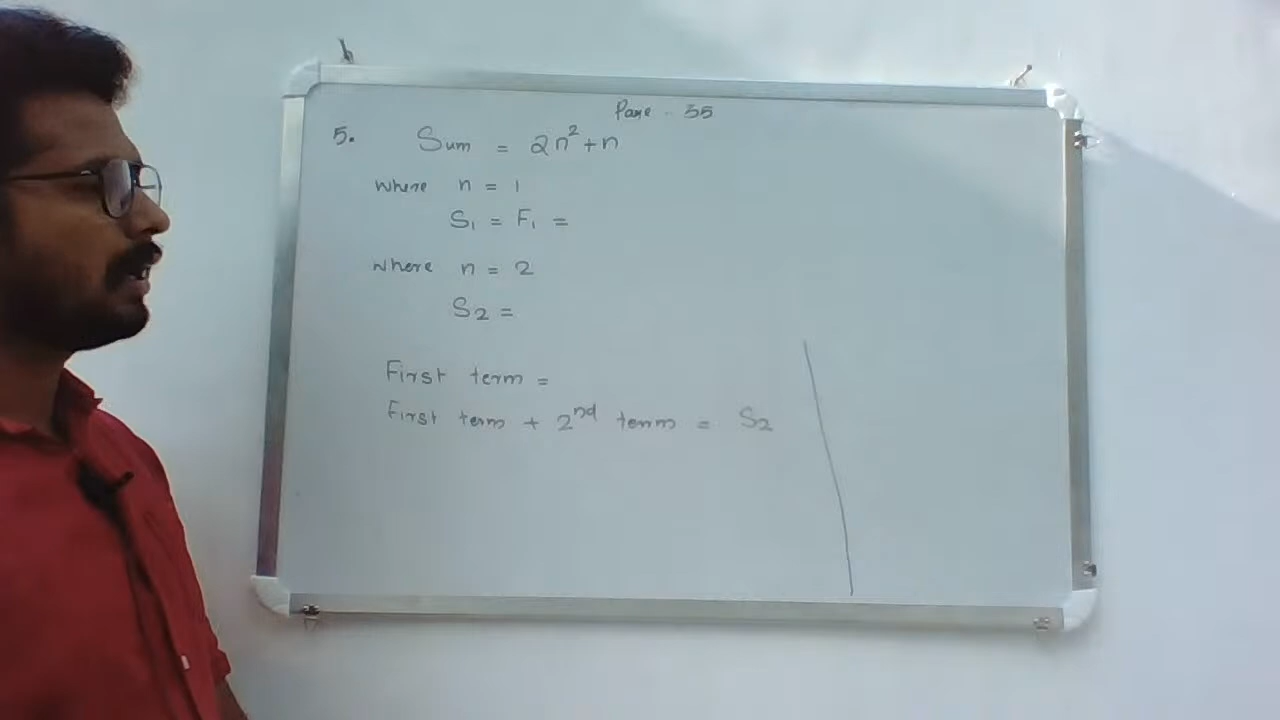 Page . 35
5. Sum = 2n²+n
where n = 1
S₁ = F₁ =
where n = 2
S₂ =
First term =
First term + 2nd term = S₂